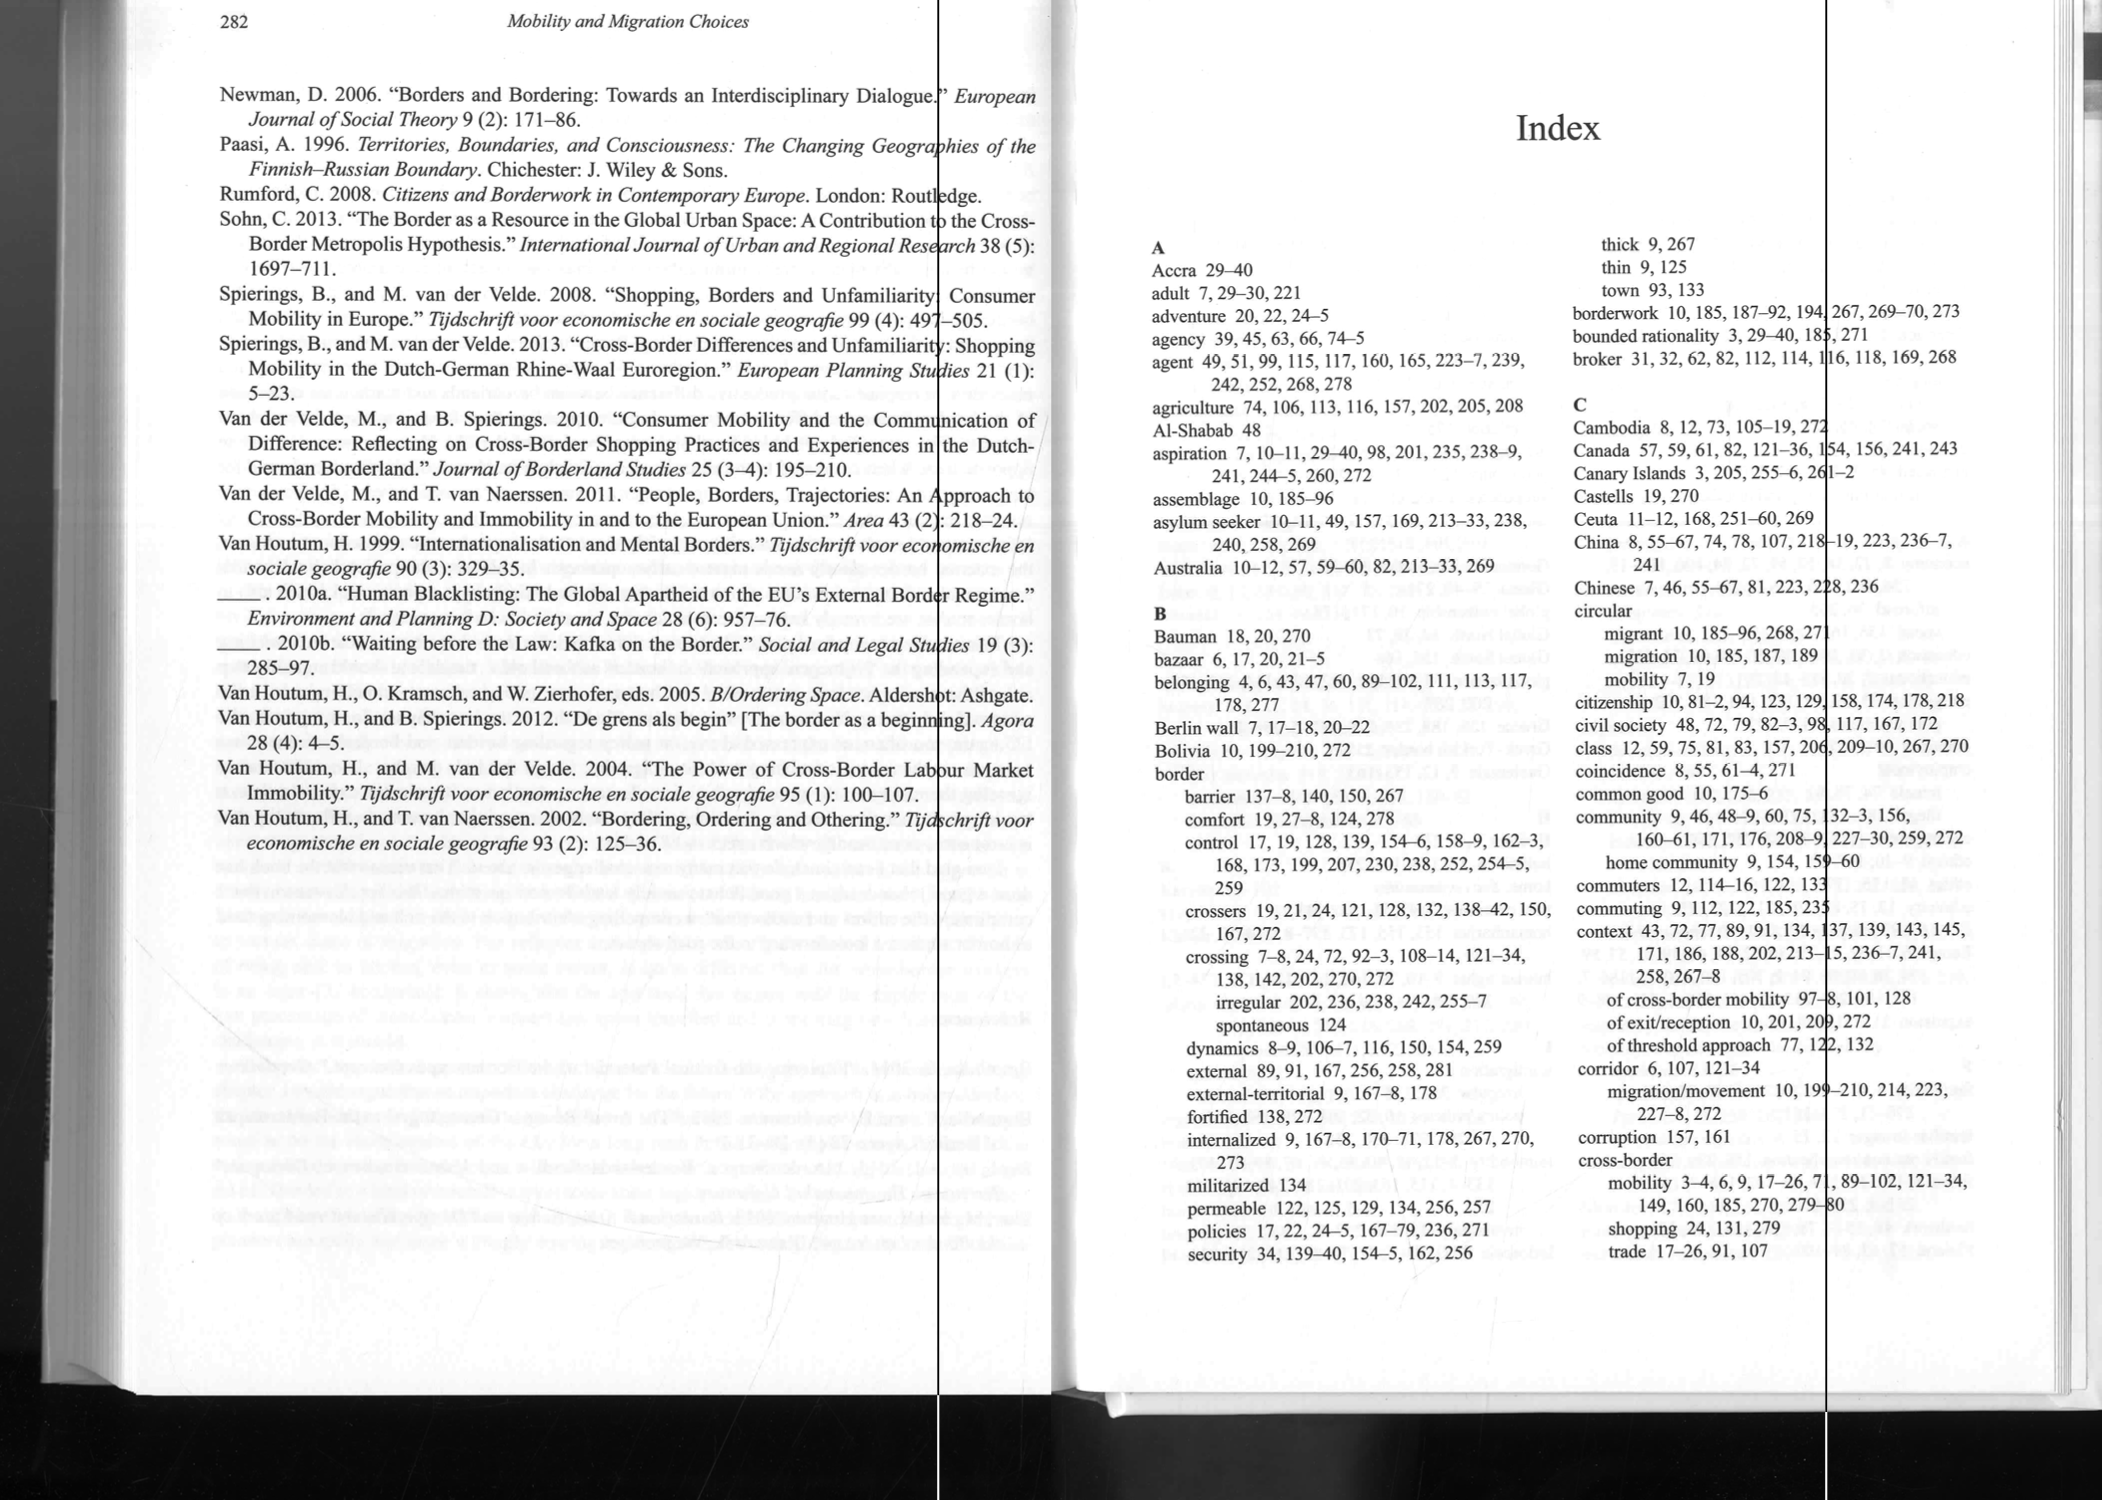 282
Mobility and Migration Choices
Newman, D. 2006. “Borders and Bordering: Towards an Interdisciplinary Dialogue.” European
Journal of Social Theory 9 (2): 171–86.
Paasi, A. 1996. Territories, Boundaries, and Consciousness: The Changing Geographies of the
Finnish–Russian Boundary. Chichester: J. Wiley & Sons.
Rumford, C. 2008. Citizens and Borderwork in Contemporary Europe. London: Routledge.
Sohn, C. 2013. “The Border as a Resource in the Global Urban Space: A Contribution to the Cross-
Border Metropolis Hypothesis.” International Journal of Urban and Regional Research 38 (5):
1697–711.
Spierings, B., and M. van der Velde. 2008. “Shopping, Borders and Unfamiliarity: Consumer
Mobility in Europe.” Tijdschrift voor economische en sociale geografie 99 (4): 497–505.
Spierings, B., and M. van der Velde. 2013. “Cross-Border Differences and Unfamiliarity: Shopping
Mobility in the Dutch-German Rhine-Waal Euroregion.” European Planning Studies 21 (1):
5–23.
Van der Velde, M., and B. Spierings. 2010. “Consumer Mobility and the Communication of
Difference: Reflecting on Cross-Border Shopping Practices and Experiences in the Dutch-
German Borderland.” Journal of Borderland Studies 25 (3–4): 195–210.
Van der Velde, M., and T. van Naerssen. 2011. “People, Borders, Trajectories: An Approach to
Cross-Border Mobility and Immobility in and to the European Union.” Area 43 (2): 218–24.
Van Houtum, H. 1999. “Internationalisation and Mental Borders.” Tijdschrift voor economische en
sociale geografie 90 (3): 329–35.
_____. 2010a. “Human Blacklisting: The Global Apartheid of the EU’s External Border Regime.”
Environment and Planning D: Society and Space 28 (6): 957–76.
_____. 2010b. “Waiting before the Law: Kafka on the Border.” Social and Legal Studies 19 (3):
285–97.
Van Houtum, H., O. Kramsch, and W. Zierhofer, eds. 2005. B/Ordering Space. Aldershot: Ashgate.
Van Houtum, H., and B. Spierings. 2012. “De grens als begin” [The border as a beginning]. Agora
28 (4): 4–5.
Van Houtum, H., and M. van der Velde. 2004. “The Power of Cross-Border Labour Market
Immobility.” Tijdschrift voor economische en sociale geografie 95 (1): 100–107.
Van Houtum, H., and T. van Naerssen. 2002. “Bordering, Ordering and Othering.” Tijdschrift voor
economische en sociale geografie 93 (2): 125–36.
Index
A
Accra 29–40
adult 7, 29–30, 221
adventure 20, 22, 24–5
agency 39, 45, 63, 66, 74–5
agent 49, 51, 99, 115, 117, 160, 165, 223–7, 239,
242, 252, 268, 278
agriculture 74, 106, 113, 116, 157, 202, 205, 208
Al-Shabab 48
aspiration 7, 10–11, 29–40, 98, 201, 235, 238–9,
241, 244–5, 260, 272
assemblage 10, 185–96
asylum seeker 10–11, 49, 157, 169, 213–33, 238,
240, 258, 269
Australia 10–12, 57, 59–60, 82, 213–33, 269
B
Bauman 18, 20, 270
bazaar 6, 17, 20, 21–5
belonging 4, 6, 43, 47, 60, 89–102, 111, 113, 117,
178, 277
Berlin wall 7, 17–18, 20–22
Bolivia 10, 199–210, 272
border
barrier 137–8, 140, 150, 267
comfort 19, 27–8, 124, 278
control 17, 19, 128, 139, 154–6, 158–9, 162–3,
168, 173, 199, 207, 230, 238, 252, 254–5,
259
crossers 19, 21, 24, 121, 128, 132, 138–42, 150,
167, 272
crossing 7–8, 24, 72, 92–3, 108–14, 121–34,
138, 142, 202, 270, 272
irregular 202, 236, 238, 242, 255–7
spontaneous 124
dynamics 8–9, 106–7, 116, 150, 154, 259
external 89, 91, 167, 256, 258, 281
external-territorial 9, 167–8, 178
fortified 138, 272
internalized 9, 167–8, 170–71, 178, 267, 270,
273
militarized 134
permeable 122, 125, 129, 134, 256, 257
policies 17, 22, 24–5, 167–79, 236, 271
security 34, 139–40, 154–5, 162, 256
thick 9, 267
thin 9, 125
town 93, 133
borderwork 10, 185, 187–92, 194, 267, 269–70, 273
bounded rationality 3, 29–40, 185, 271
broker 31, 32, 62, 82, 112, 114, 116, 118, 169, 268
C
Cambodia 8, 12, 73, 105–19, 272
Canada 57, 59, 61, 82, 121–36, 154, 156, 241, 243
Canary Islands 3, 205, 255–6, 261–2
Castells 19, 270
Ceuta 11–12, 168, 251–60, 269
China 8, 55–67, 74, 78, 107, 218–19, 223, 236–7,
241
Chinese 7, 46, 55–67, 81, 223, 228, 236
circular
migrant 10, 185–96, 268, 271
migration 10, 185, 187, 189
mobility 7, 19
citizenship 10, 81–2, 94, 123, 129, 158, 174, 178, 218
civil society 48, 72, 79, 82–3, 98, 117, 167, 172
class 12, 59, 75, 81, 83, 157, 206, 209–10, 267, 270
coincidence 8, 55, 61–4, 271
common good 10, 175–6
community 9, 46, 48–9, 60, 75, 132–3, 156,
160–61, 171, 176, 208–9, 227–30, 259, 272
home community 9, 154, 159–60
commuters 12, 114–16, 122, 133
commuting 9, 112, 122, 185, 235
context 43, 72, 77, 89, 91, 134, 137, 139, 143, 145,
171, 186, 188, 202, 213–15, 236–7, 241,
258, 267–8
of cross-border mobility 97–8, 101, 128
of exit/reception 10, 201, 209, 272
of threshold approach 77, 122, 132
corridor 6, 107, 121–34
migration/movement 10, 199–210, 214, 223,
227–8, 272
corruption 157, 161
cross-border
mobility 3–4, 6, 9, 17–26, 71, 89–102, 121–34,
149, 160, 185, 270, 279–80
shopping 24, 131, 279
trade 17–26, 91, 107